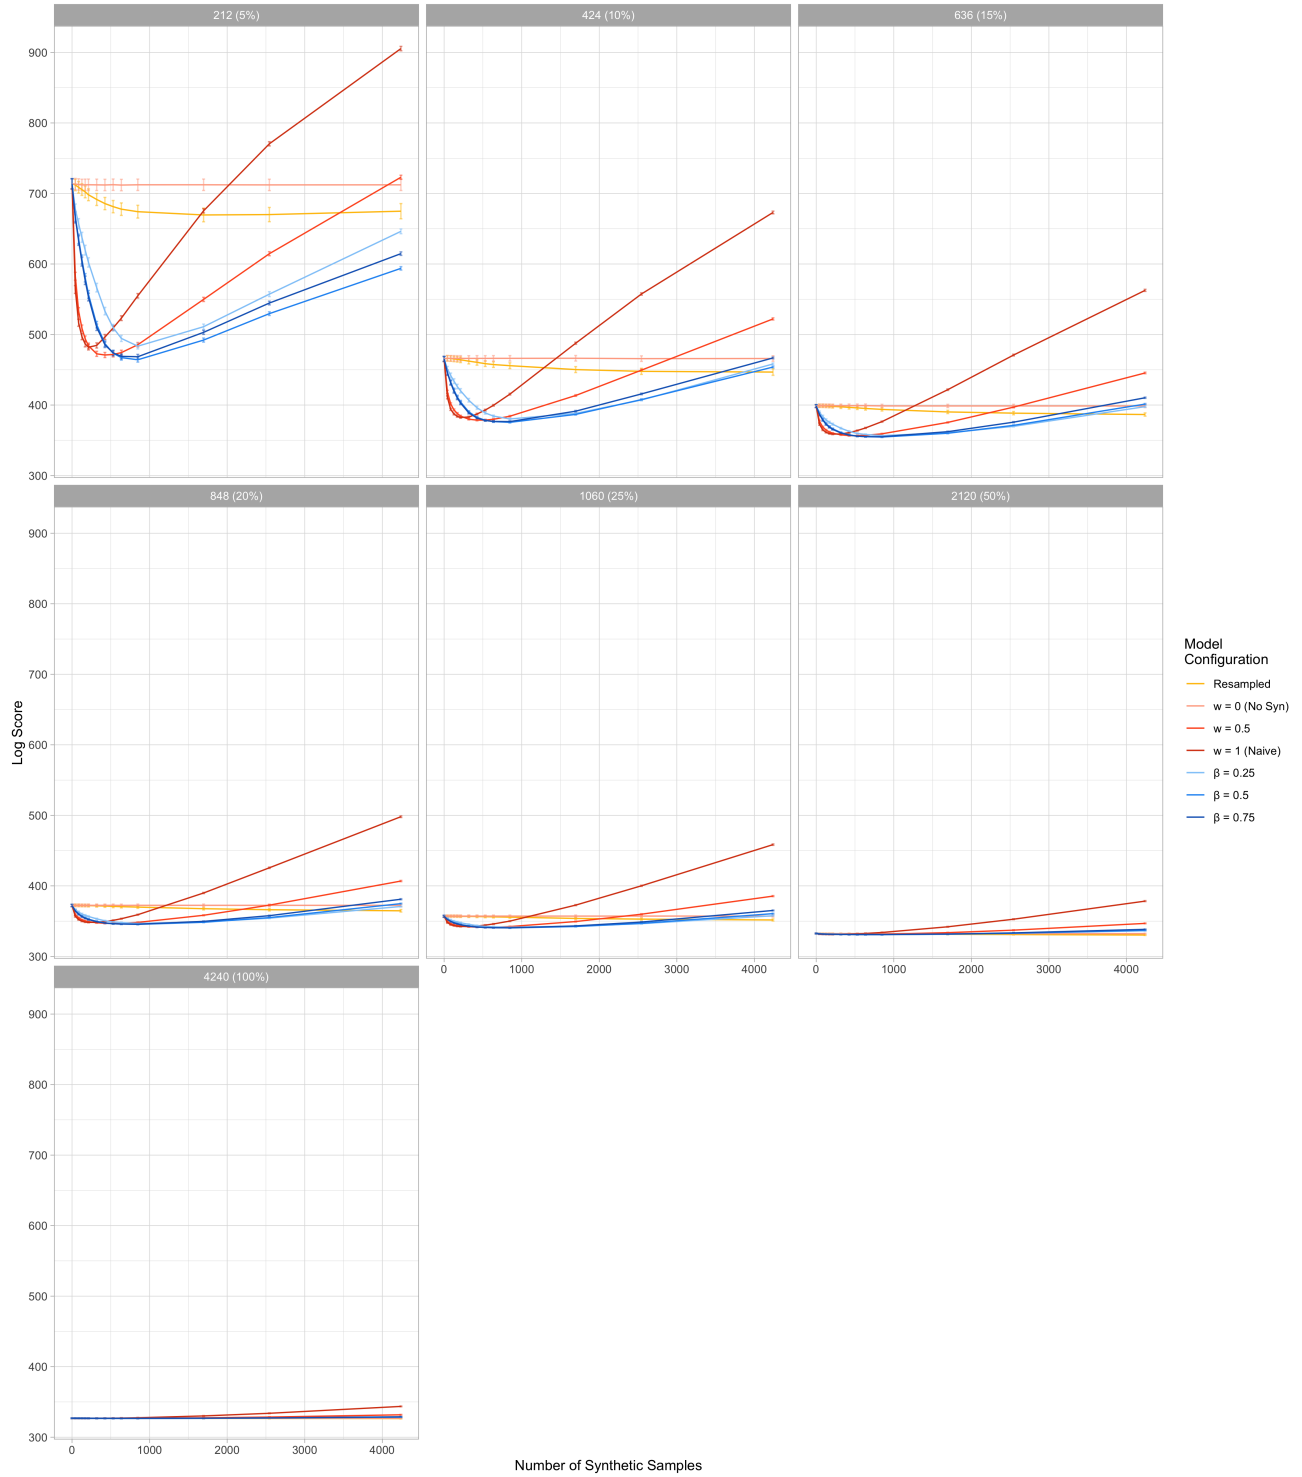 212 (5%)
424 (10%)
636 (15%)
900
800
700
600
500
400
300
848 (20%)
1060 (25%)
2120 (50%)
900
800
700
600
500
400
300
0 1000 2000 3000 4000
0 1000 2000 3000 4000
4240 (100%)
900
800
700
600
500
400
300
0 1000 2000 3000 4000
Log Score
Number of Synthetic Samples
Model
Configuration
Resampled
w = 0 (No Syn)
w = 0.5
w = 1 (Naive)
β = 0.25
β = 0.5
β = 0.75